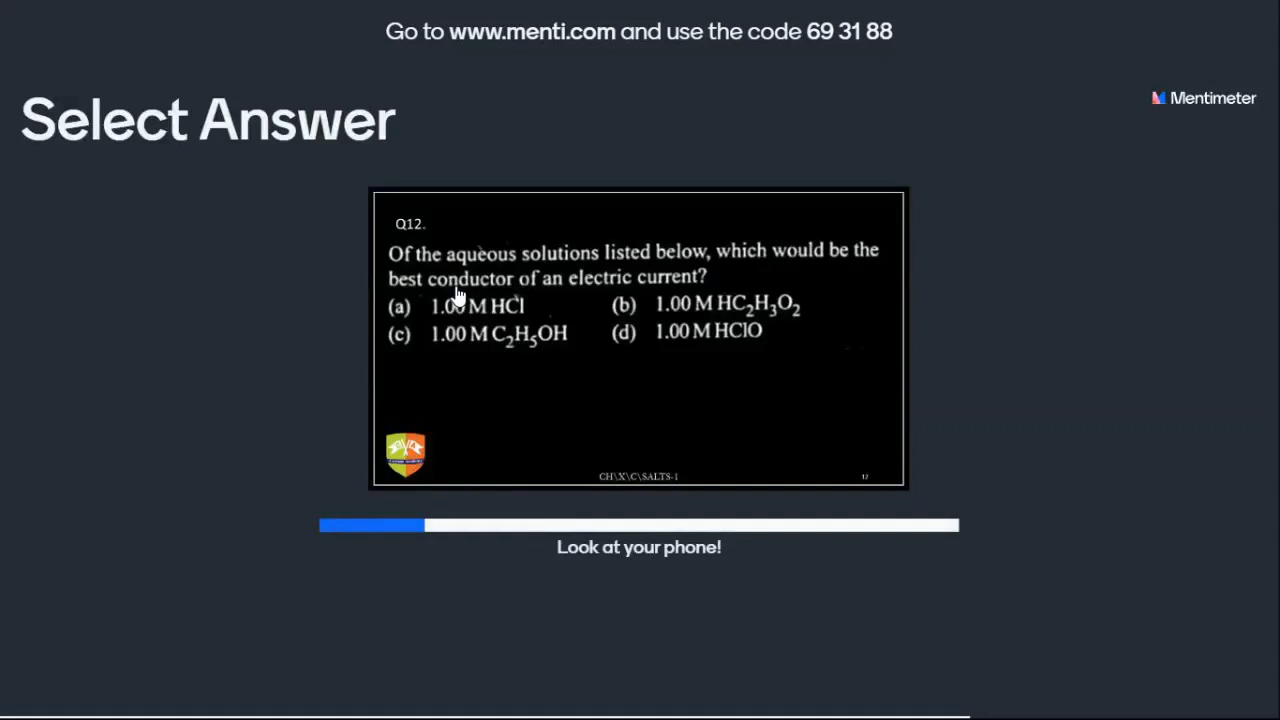 Go to www.menti.com and use the code 69 31 88
Mentimeter
Select Answer
Q12.
Of the aqueous solutions listed below, which would be the
best conductor of an electric current?
(a) 1.00 M HCl (b) 1.00 M HC₂H₃O₂
(c) 1.00 M C₂H₅OH (d) 1.00 M HClO
CH\X\C\SALTS-1
Look at your phone!